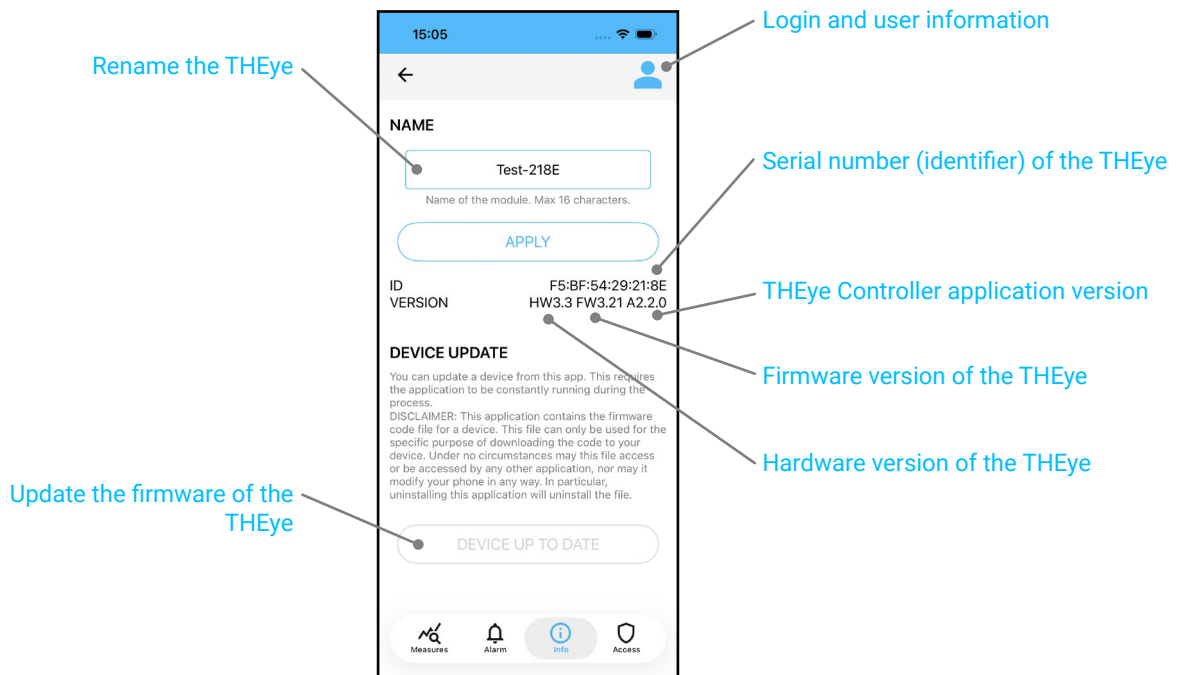 Login and user information
15:05
Rename the THEye
NAME
Test-218E
Name of the module. Max 16 characters.
Serial number (identifier) of the THEye
APPLY
ID F5:BF:54:29:21:8E
VERSION HW3.3 FW3.21 A2.2.0
THEye Controller application version
DEVICE UPDATE
You can update a device from this app. This requires
the application to be constantly running during the
process.
DISCLAIMER: This application contains the firmware
code file for a device. This file can only be used for the
specific purpose of downloading the code to your
device. Under no circumstances may this file access
or be accessed by any other application, nor may it
modify your phone in any way. In particular,
uninstalling this application will uninstall the file.
Firmware version of the THEye
Hardware version of the THEye
Update the firmware of the
THEye
DEVICE UP TO DATE
Measures Alarm Info Access